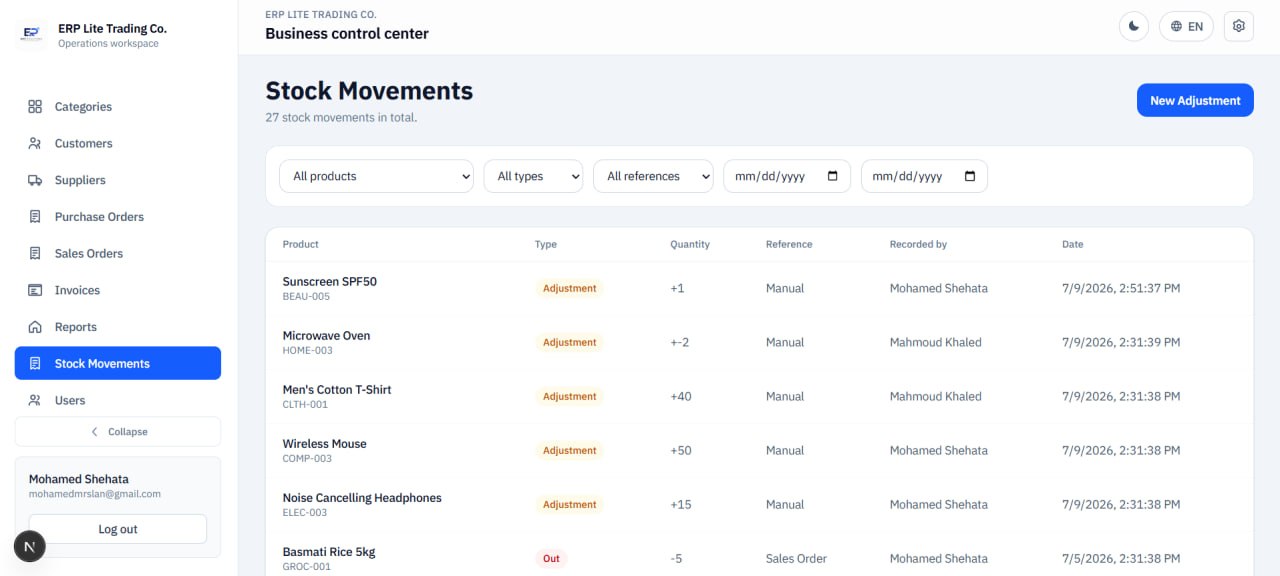 ERP
ERP Lite Trading Co.
Operations workspace
Categories
Customers
Suppliers
Purchase Orders
Sales Orders
Invoices
Reports
Stock Movements
Users
Collapse
Mohamed Shehata
mohamedmrslan@gmail.com
Log out
N
ERP LITE TRADING CO.
Business control center
EN
Stock Movements
27 stock movements in total.
New Adjustment
All products All types All references mm/dd/yyyy mm/dd/yyyy
Product Type Quantity Reference Recorded by Date
Sunscreen SPF50
BEAU-005
Adjustment +1 Manual Mohamed Shehata 7/9/2026, 2:51:37 PM
Microwave Oven
HOME-003
Adjustment +-2 Manual Mahmoud Khaled 7/9/2026, 2:31:39 PM
Men's Cotton T-Shirt
CLTH-001
Adjustment +40 Manual Mahmoud Khaled 7/9/2026, 2:31:38 PM
Wireless Mouse
COMP-003
Adjustment +50 Manual Mohamed Shehata 7/9/2026, 2:31:38 PM
Noise Cancelling Headphones
ELEC-003
Adjustment +15 Manual Mohamed Shehata 7/9/2026, 2:31:38 PM
Basmati Rice 5kg
GROC-001
Out -5 Sales Order Mohamed Shehata 7/5/2026, 2:31:38 PM